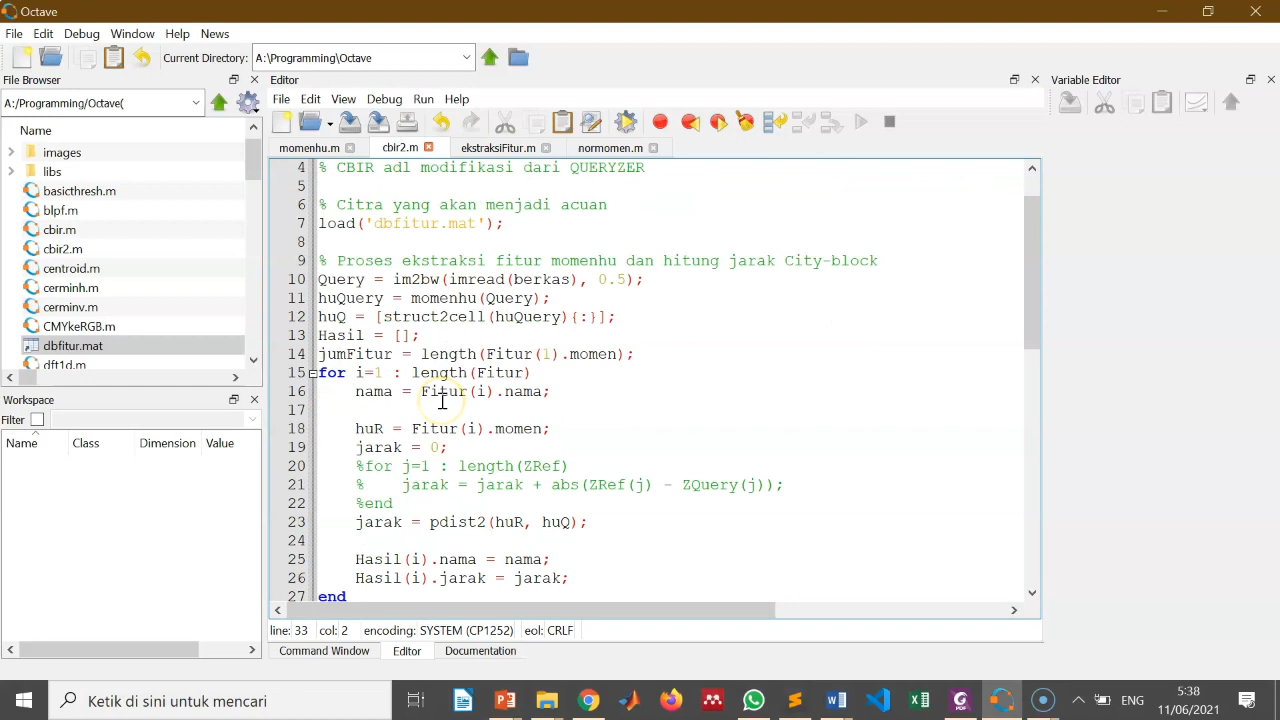 Octave
File Edit Debug Window Help News
Current Directory: A:\Programming\Octave
File Browser
A:/Programming/Octave(
Name
images
libs
basicthresh.m
blpf.m
cbir.m
cbir2.m
centroid.m
cerminh.m
cerminv.m
CMYkeRGB.m
dbfitur.mat
dft1d.m
Workspace
Filter
Name Class Dimension Value
Editor
File Edit View Debug Run Help
momenhu.m cbir2.m ekstraksiFitur.m normomen.m
4 % CBIR adl modifikasi dari QUERYZER
5
6 % Citra yang akan menjadi acuan
7 load('dbfitur.mat');
8
9 % Proses ekstraksi fitur momenhu dan hitung jarak City-block
10 Query = im2bw(imread(berkas), 0.5);
11 huQuery = momenhu(Query);
12 huQ = [struct2cell(huQuery){:}];
13 Hasil = [];
14 jumFitur = length(Fitur(1).momen);
15 for i=1 : length(Fitur)
16 nama = Fitur(i).nama;
17
18 huR = Fitur(i).momen;
19 jarak = 0;
20 %for j=1 : length(ZRef)
21 % jarak = jarak + abs(ZRef(j) - ZQuery(j));
22 %end
23 jarak = pdist2(huR, huQ);
24
25 Hasil(i).nama = nama;
26 Hasil(i).jarak = jarak;
27 end
line: 33 col: 2 encoding: SYSTEM (CP1252) eol: CRLF
Command Window Editor Documentation
Variable Editor
Ketik di sini untuk mencari
ENG
5:38
11/06/2021